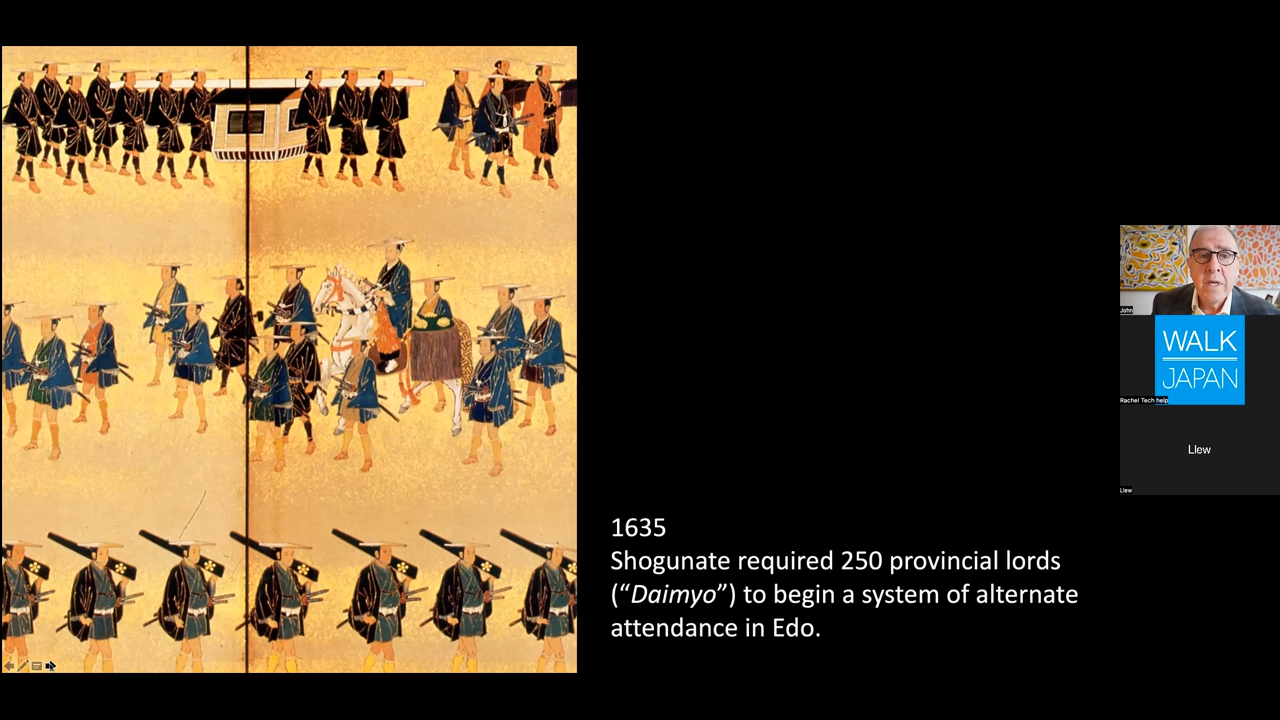 1635
Shogunate required 250 provincial lords
(“Daimyo”) to begin a system of alternate
attendance in Edo.
John
WALK
JAPAN
Rachel Tech help
Llew
Llew